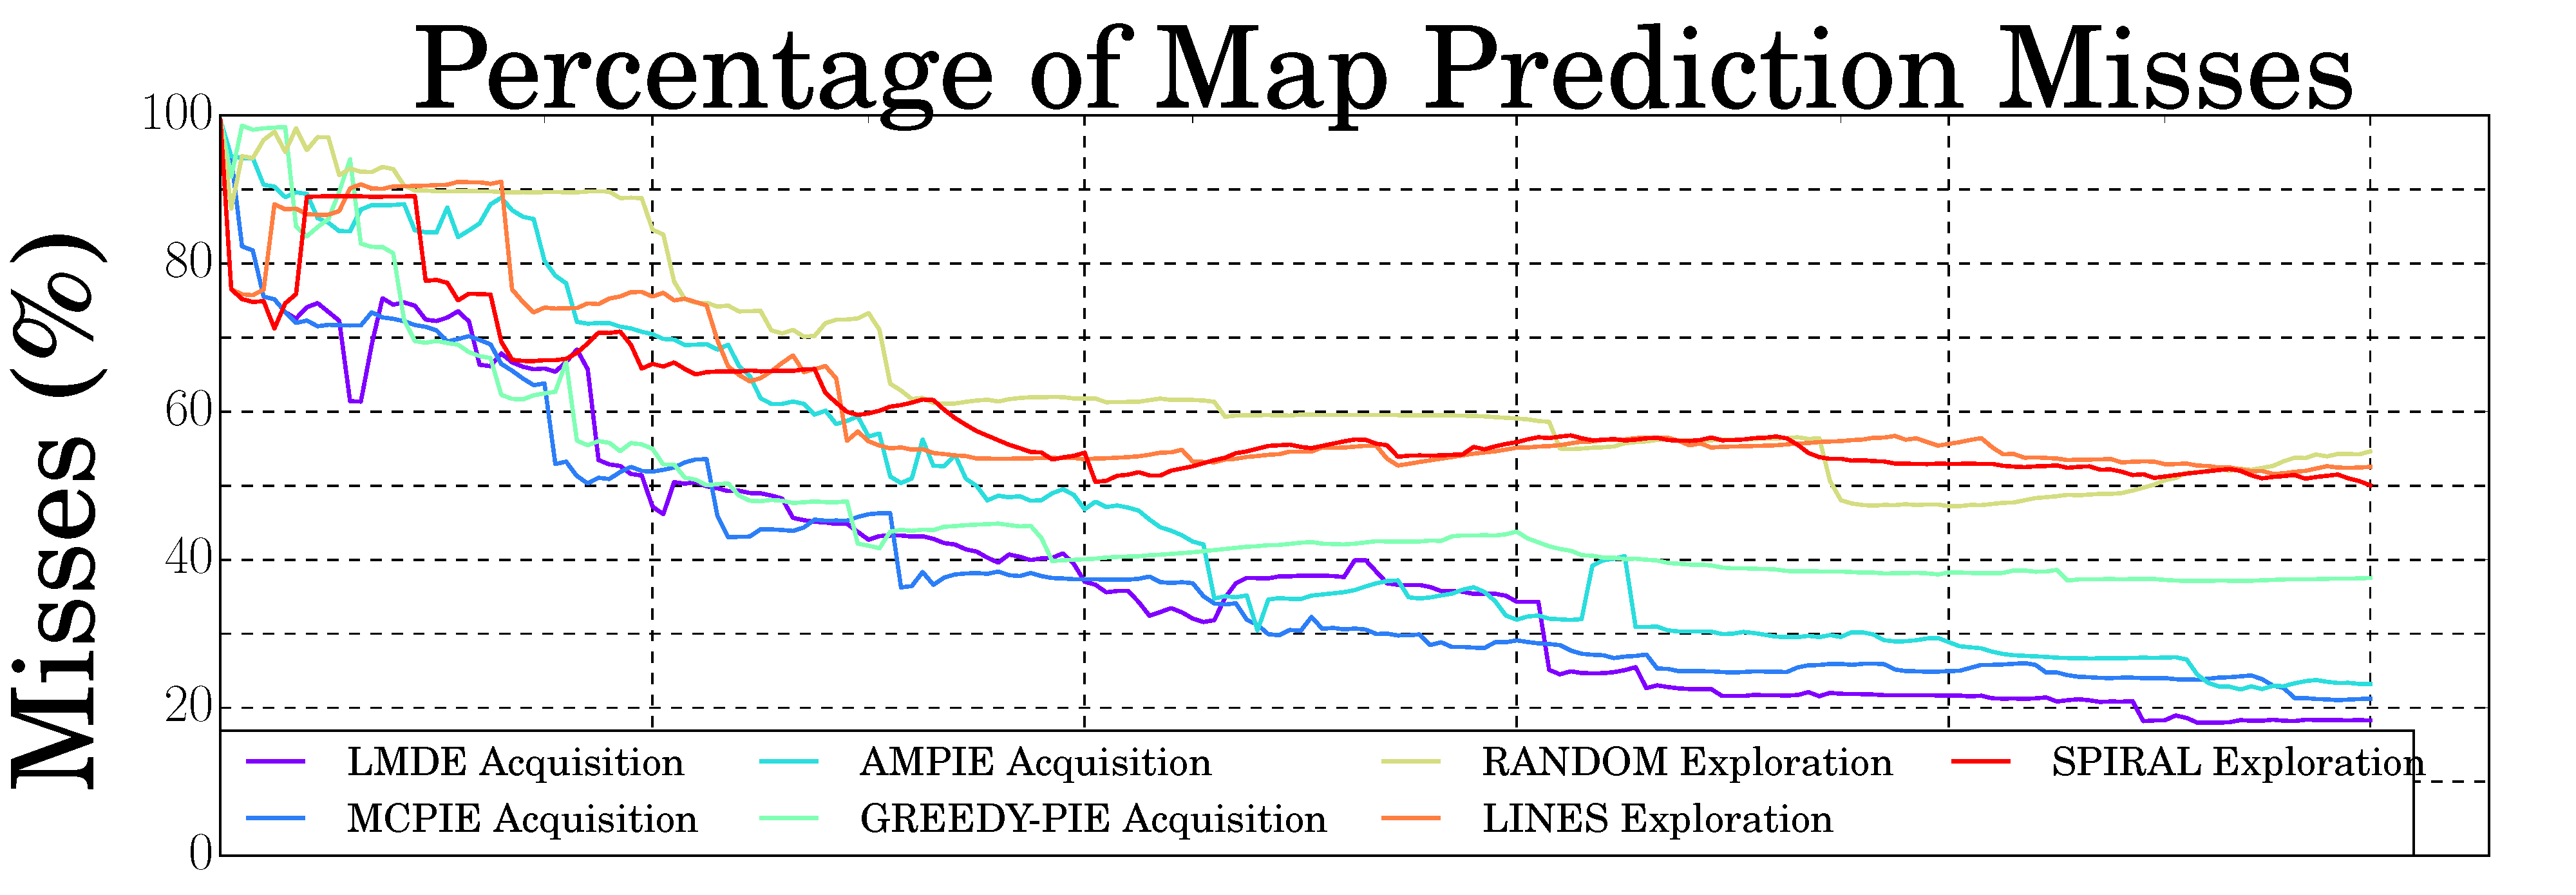 Percentage of Map Prediction Misses
Misses (%)
100
80
60
40
20
0
LMDE Acquisition
MCPIE Acquisition
AMPIE Acquisition
GREEDY-PIE Acquisition
RANDOM Exploration
LINES Exploration
SPIRAL Exploration